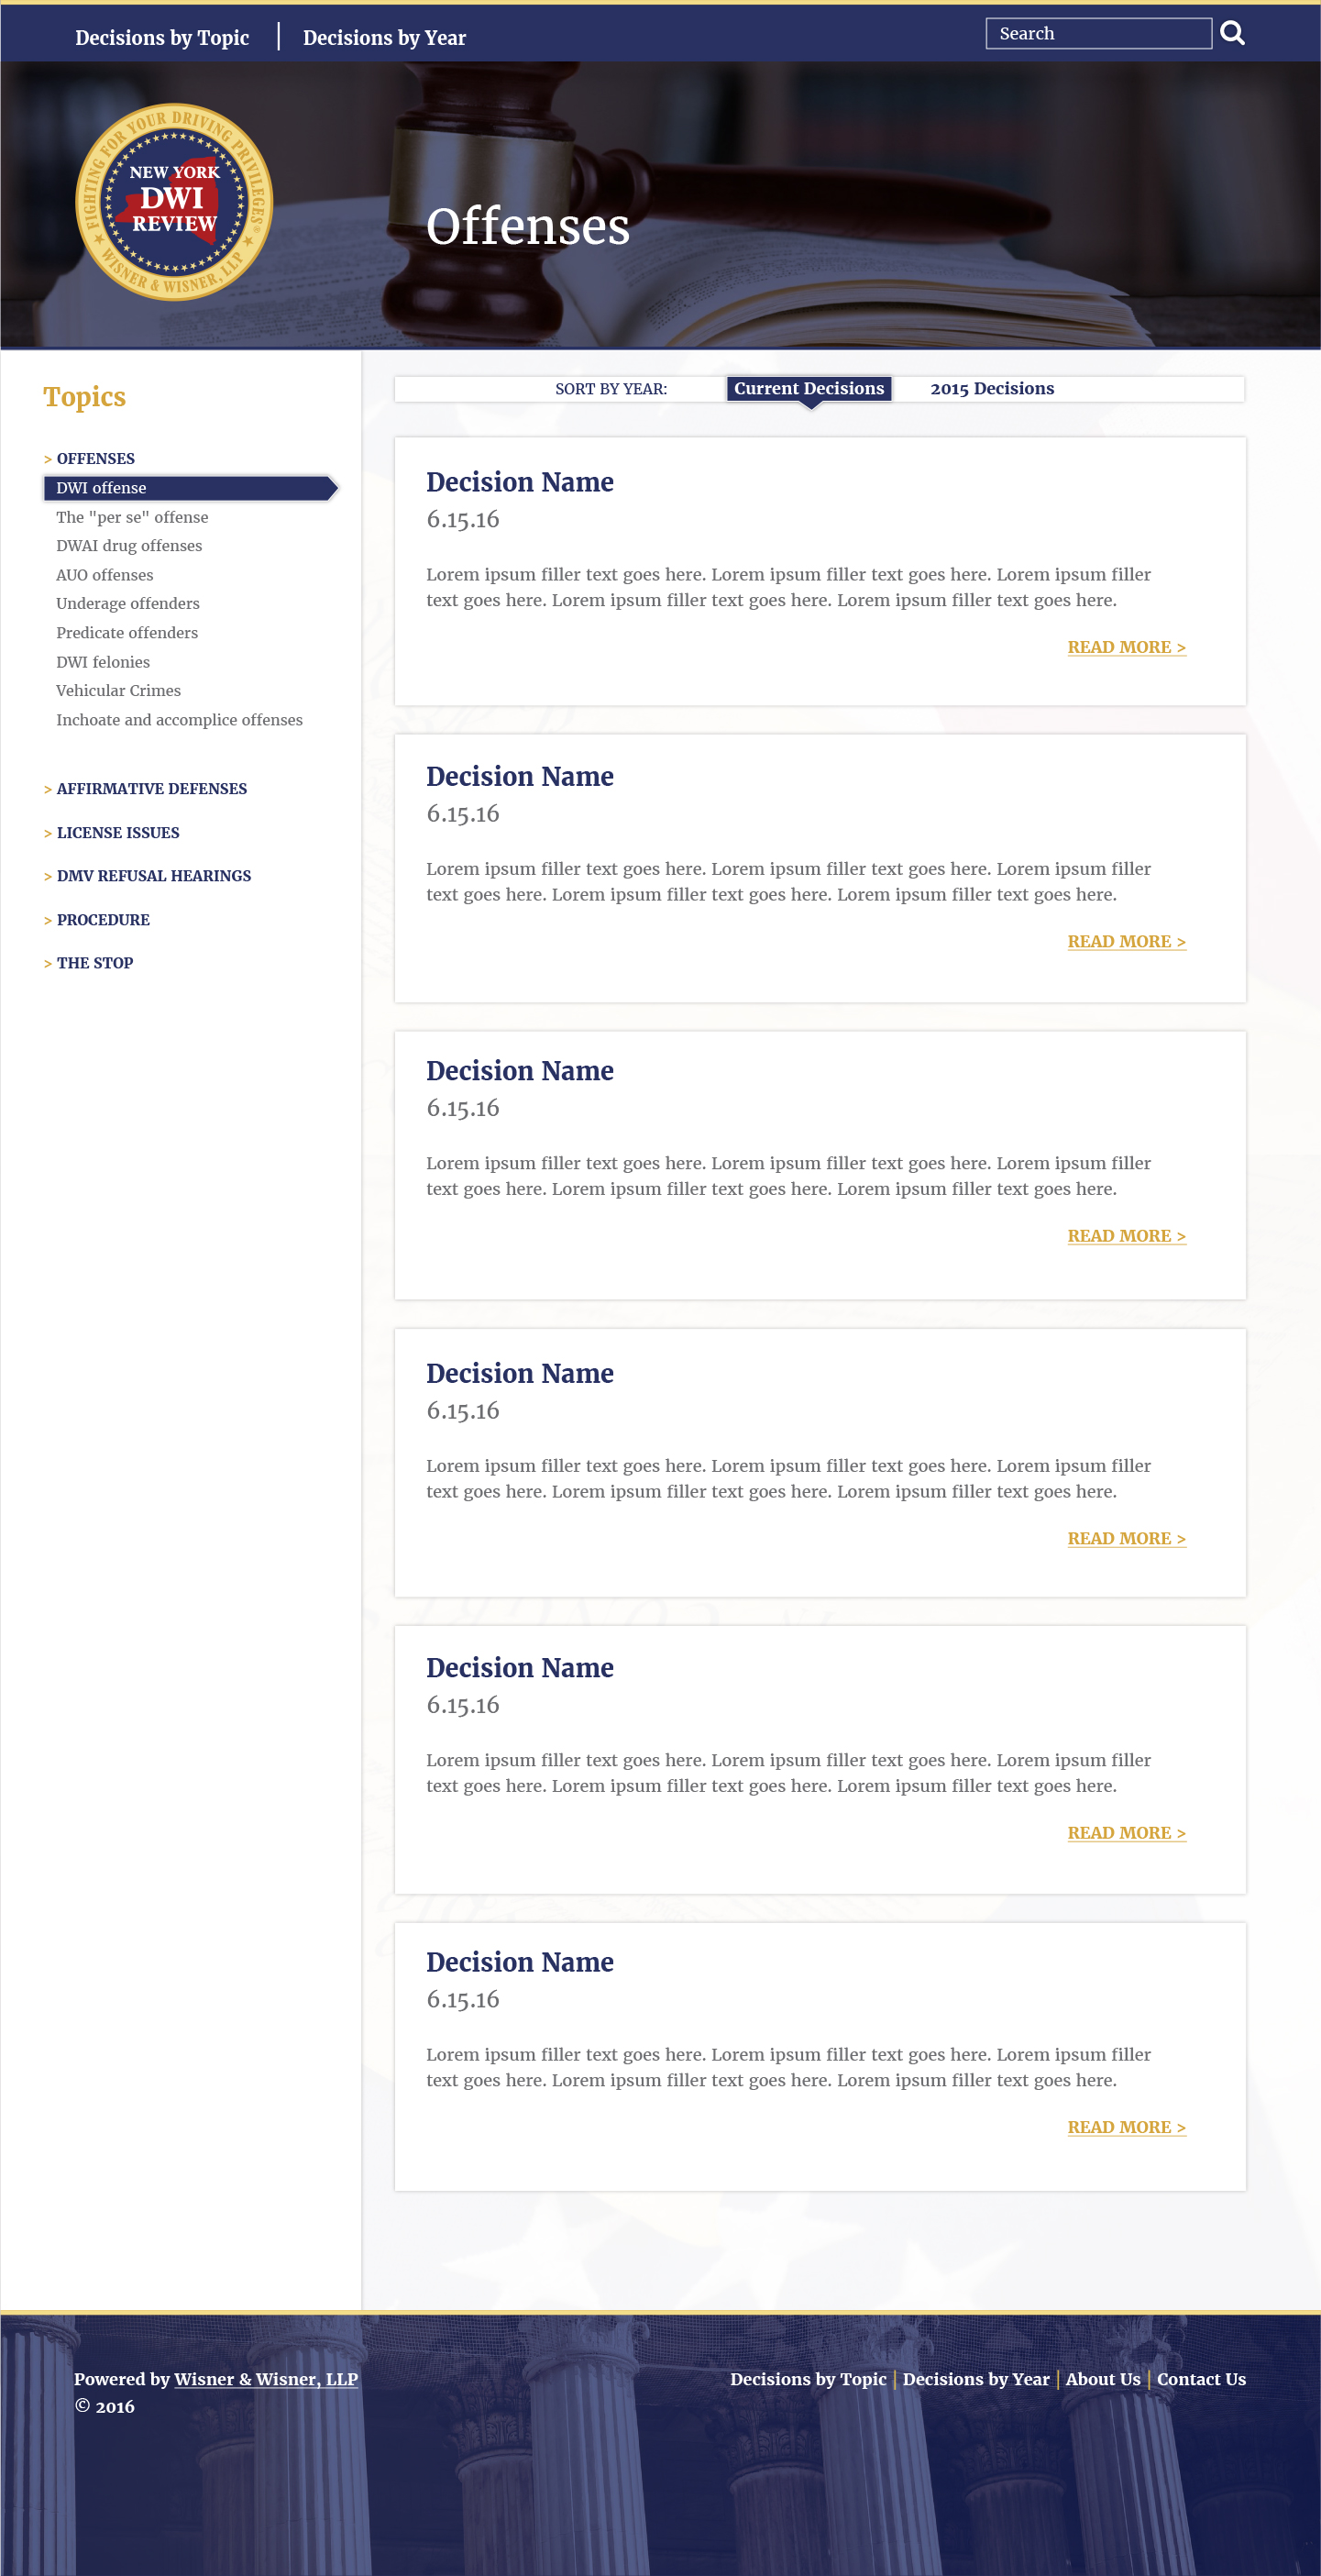 Decisions by Topic | Decisions by Year
Search
FIGHTING FOR YOUR DRIVING PRIVILEGES®
NEW YORK
DWI
REVIEW
WISNER & WISNER, LLP
Offenses
Topics
> OFFENSES
DWI offense
The "per se" offense
DWAI drug offenses
AUO offenses
Underage offenders
Predicate offenders
DWI felonies
Vehicular Crimes
Inchoate and accomplice offenses
> AFFIRMATIVE DEFENSES
> LICENSE ISSUES
> DMV REFUSAL HEARINGS
> PROCEDURE
> THE STOP
SORT BY YEAR: Current Decisions 2015 Decisions
Decision Name
6.15.16
Lorem ipsum filler text goes here. Lorem ipsum filler text goes here. Lorem ipsum filler
text goes here. Lorem ipsum filler text goes here. Lorem ipsum filler text goes here.
READ MORE >
Decision Name
6.15.16
Lorem ipsum filler text goes here. Lorem ipsum filler text goes here. Lorem ipsum filler
text goes here. Lorem ipsum filler text goes here. Lorem ipsum filler text goes here.
READ MORE >
Decision Name
6.15.16
Lorem ipsum filler text goes here. Lorem ipsum filler text goes here. Lorem ipsum filler
text goes here. Lorem ipsum filler text goes here. Lorem ipsum filler text goes here.
READ MORE >
Decision Name
6.15.16
Lorem ipsum filler text goes here. Lorem ipsum filler text goes here. Lorem ipsum filler
text goes here. Lorem ipsum filler text goes here. Lorem ipsum filler text goes here.
READ MORE >
Decision Name
6.15.16
Lorem ipsum filler text goes here. Lorem ipsum filler text goes here. Lorem ipsum filler
text goes here. Lorem ipsum filler text goes here. Lorem ipsum filler text goes here.
READ MORE >
Decision Name
6.15.16
Lorem ipsum filler text goes here. Lorem ipsum filler text goes here. Lorem ipsum filler
text goes here. Lorem ipsum filler text goes here. Lorem ipsum filler text goes here.
READ MORE >
Powered by Wisner & Wisner, LLP
© 2016
Decisions by Topic | Decisions by Year | About Us | Contact Us